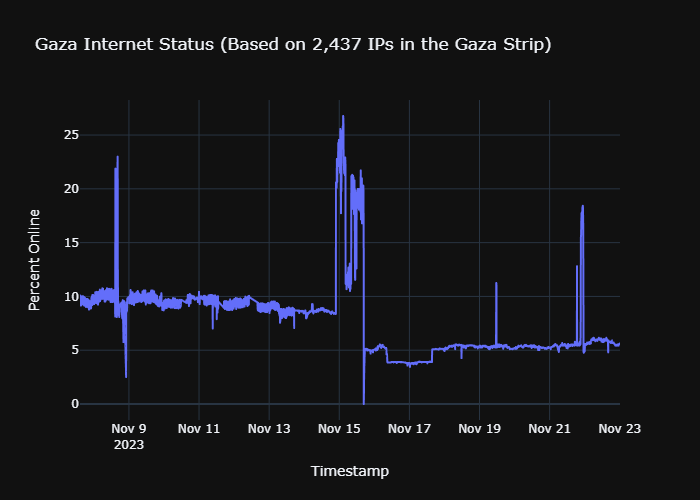 Gaza Internet Status (Based on 2,437 IPs in the Gaza Strip)
25
20
15
10
5
0
Percent Online
Nov 9
2023
Nov 11
Nov 13
Nov 15
Nov 17
Nov 19
Nov 21
Nov 23
Timestamp